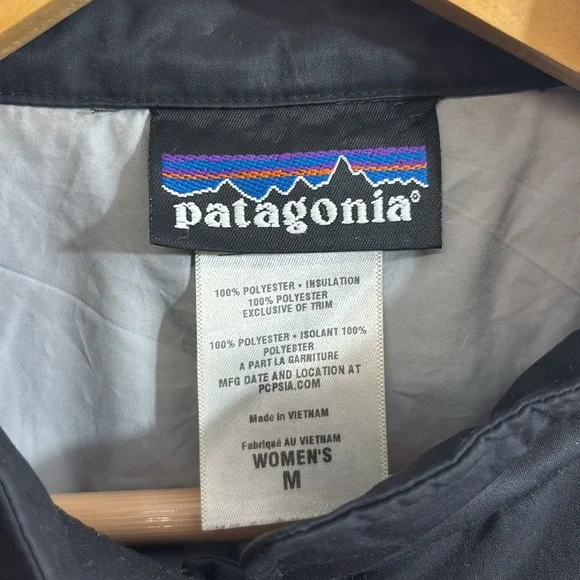 patagonia®
100% POLYESTER • INSULATION
100% POLYESTER
EXCLUSIVE OF TRIM
100% POLYESTER • ISOLANT 100%
POLYESTER
A PART LA GARNITURE
MFG DATE AND LOCATION AT
PCPSIA.COM
Made in VIETNAM
Fabriqué AU VIETNAM
WOMEN'S
M